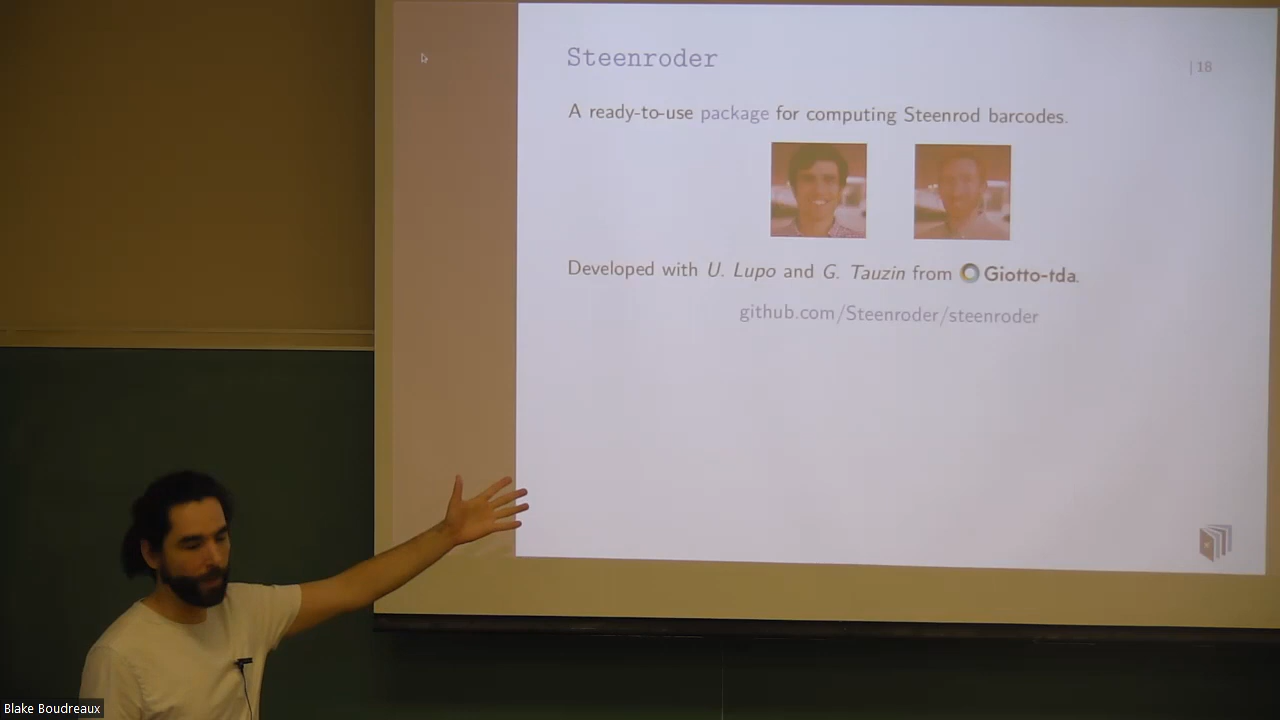 Steenroder
| 18
A ready-to-use package for computing Steenrod barcodes.
Developed with U. Lupo and G. Tauzin from Giotto-tda.
github.com/Steenroder/steenroder
Blake Boudreaux